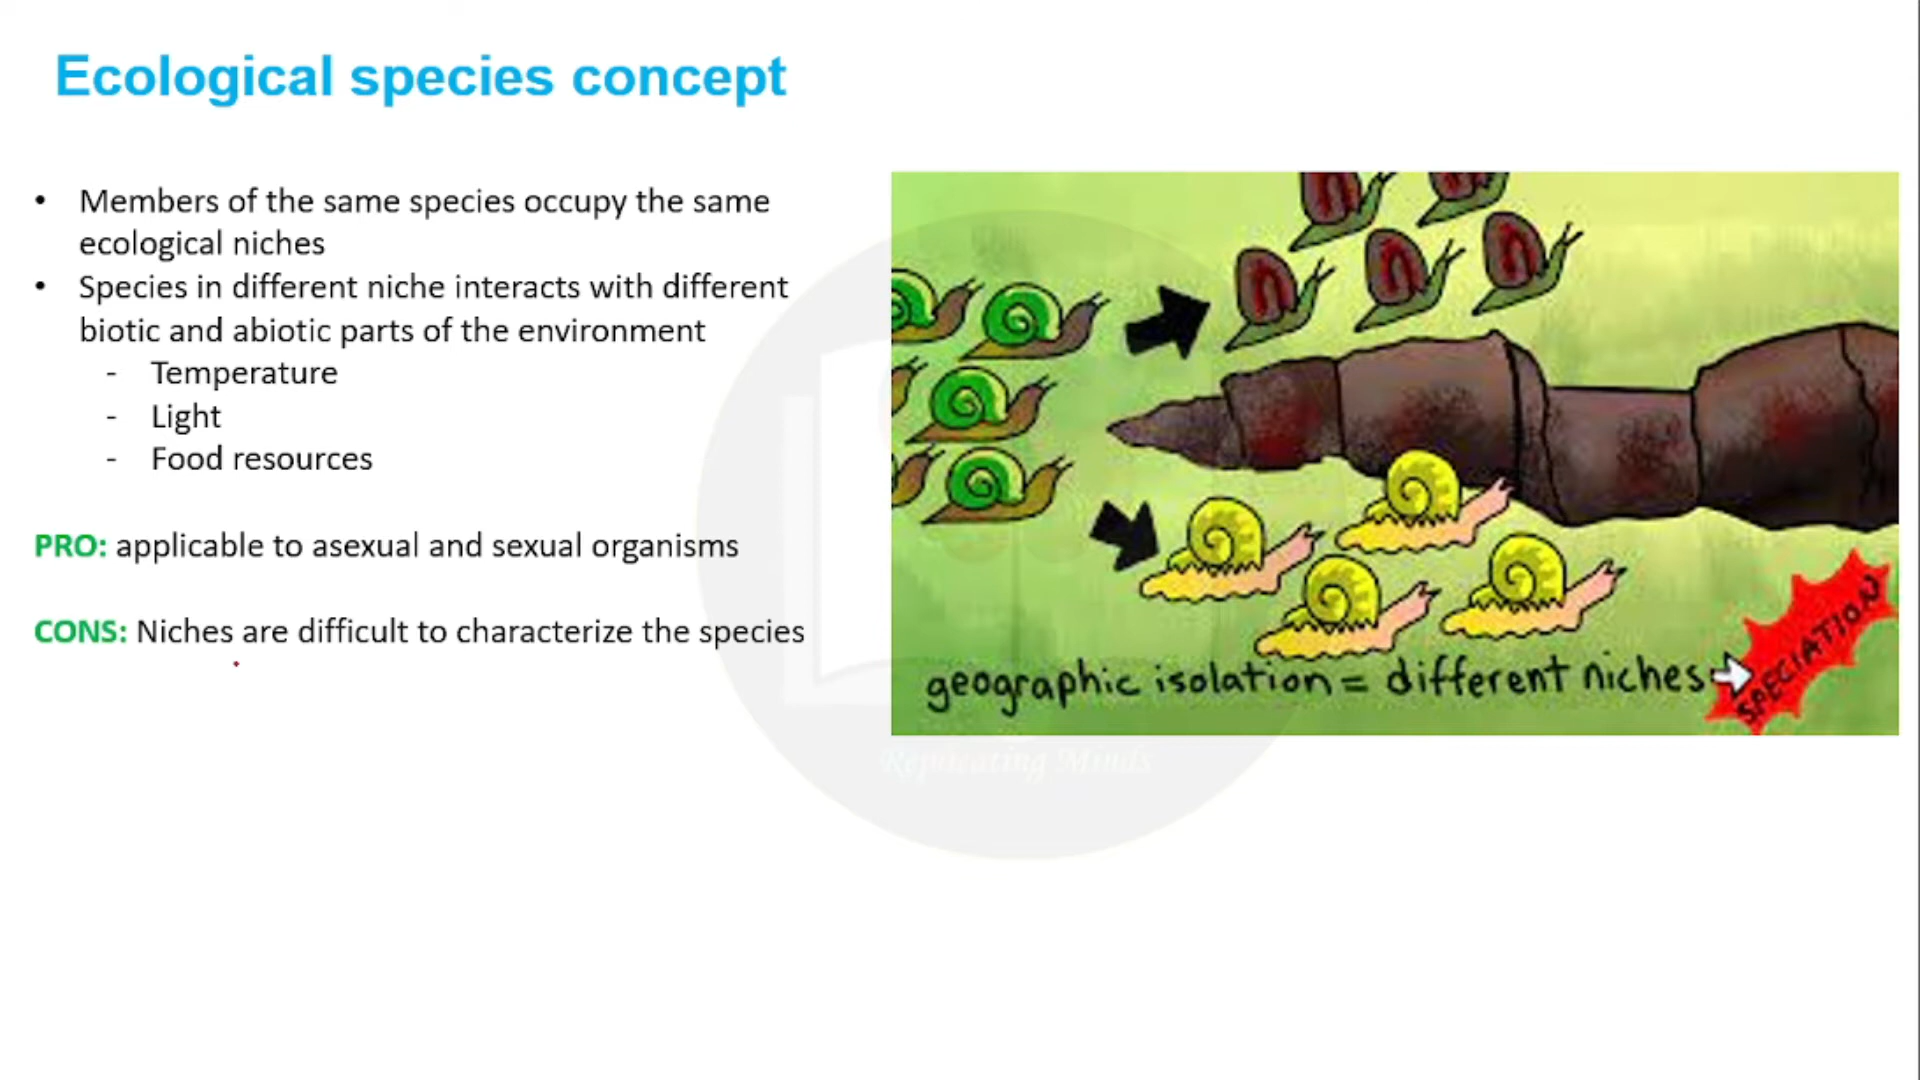 Ecological species concept
• Members of the same species occupy the same
ecological niches
• Species in different niche interacts with different
biotic and abiotic parts of the environment
- Temperature
- Light
- Food resources
PRO: applicable to asexual and sexual organisms
CONS: Niches are difficult to characterize the species
geographic isolation = different niches
SPECIATION
Replicating Minds